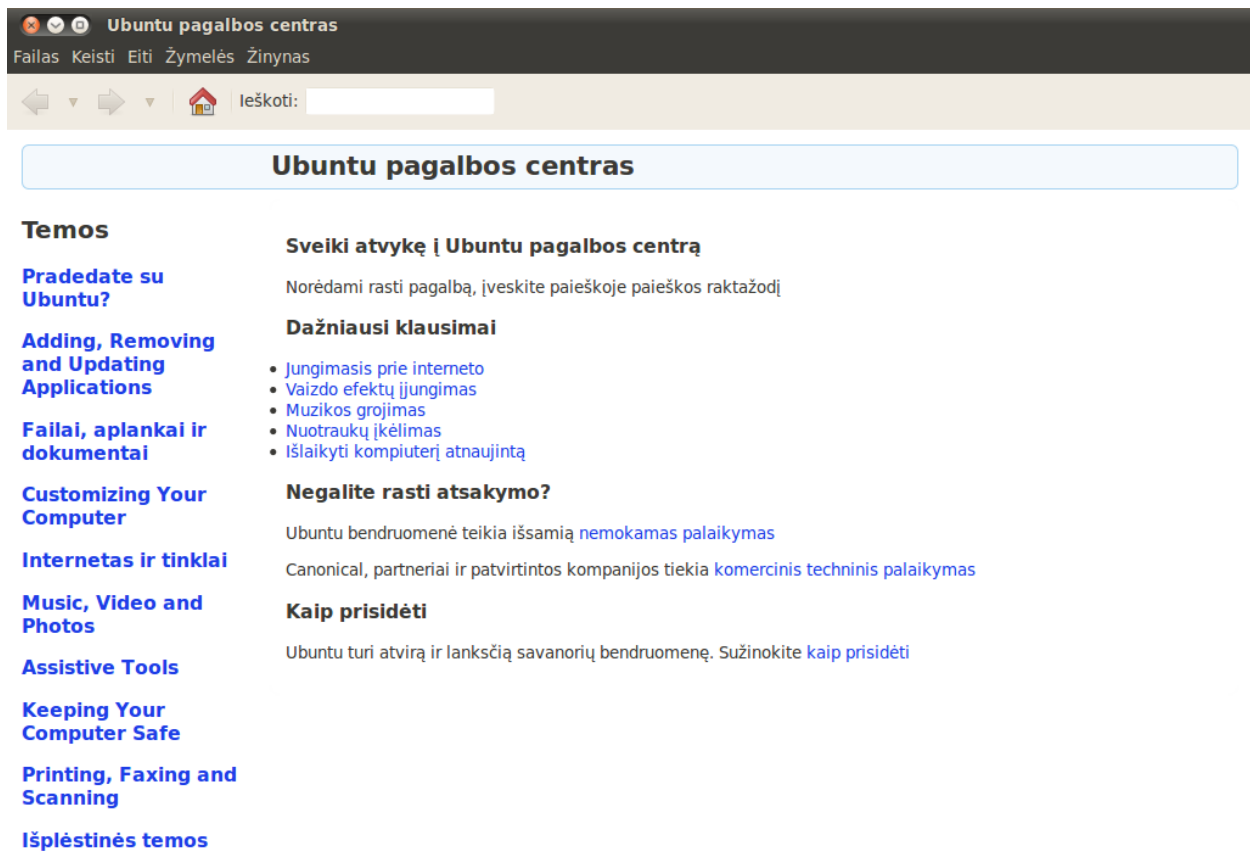 Ubuntu pagalbos centras
Failas Keisti Eiti Žymelės Žinynas
Ieškoti:
Ubuntu pagalbos centras
Temos
Pradedate su
Ubuntu?
Adding, Removing
and Updating
Applications
Failai, aplankai ir
dokumentai
Customizing Your
Computer
Internetas ir tinklai
Music, Video and
Photos
Assistive Tools
Keeping Your
Computer Safe
Printing, Faxing and
Scanning
Išplėstinės temos
Sveiki atvykę į Ubuntu pagalbos centrą
Norėdami rasti pagalbą, įveskite paieškoje paieškos raktažodį
Dažniausi klausimai
Jungimasis prie interneto
Vaizdo efektų įjungimas
Muzikos grojimas
Nuotraukų įkėlimas
Išlaikyti kompiuterį atnaujintą
Negalite rasti atsakymo?
Ubuntu bendruomenė teikia išsamią nemokamas palaikymas
Canonical, partneriai ir patvirtintos kompanijos tiekia komercinis techninis palaikymas
Kaip prisidėti
Ubuntu turi atvirą ir lanksčią savanorių bendruomenę. Sužinokite kaip prisidėti